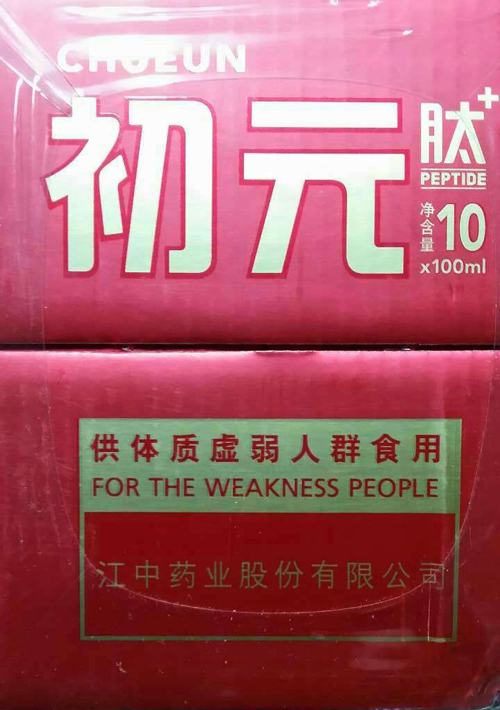 CHUEUN
初元
肽+
PEPTIDE
净含量 10
x100ml
供体质虚弱人群食用
FOR THE WEAKNESS PEOPLE
江中药业股份有限公司